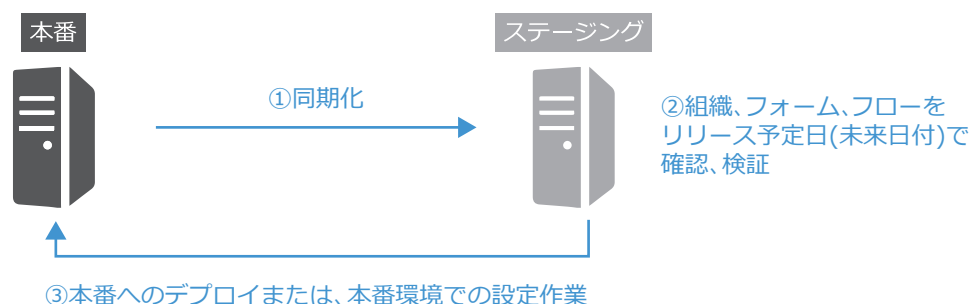 本番
ステージング
①同期化
②組織、フォーム、フローを
リリース予定日(未来日付)で
確認、検証
③本番へのデプロイまたは、本番環境での設定作業